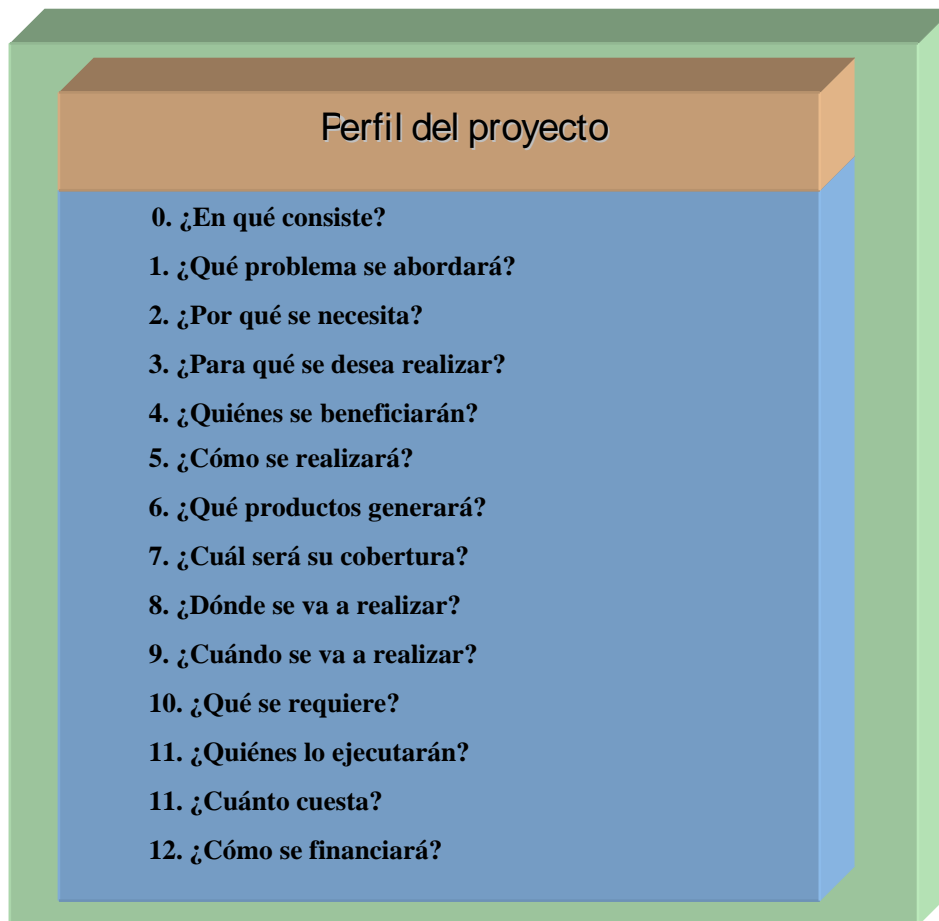 Perfil del proyecto
0. ¿En qué consiste?
1. ¿Qué problema se abordará?
2. ¿Por qué se necesita?
3. ¿Para qué se desea realizar?
4. ¿Quiénes se beneficiarán?
5. ¿Cómo se realizará?
6. ¿Qué productos generará?
7. ¿Cuál será su cobertura?
8. ¿Dónde se va a realizar?
9. ¿Cuándo se va a realizar?
10. ¿Qué se requiere?
11. ¿Quiénes lo ejecutarán?
11. ¿Cuánto cuesta?
12. ¿Cómo se financiará?